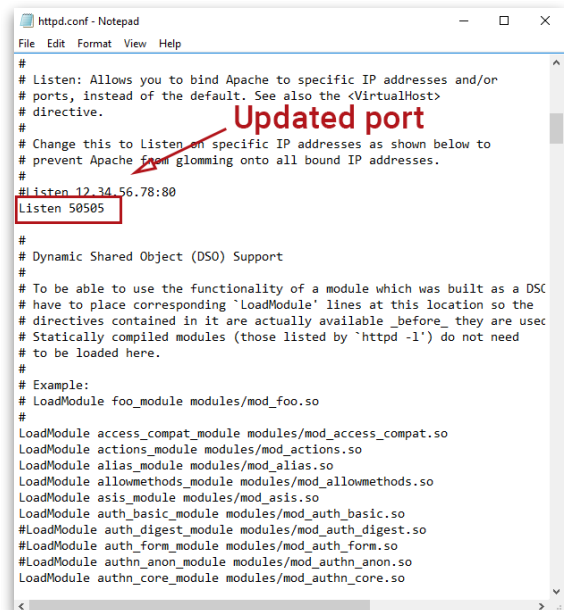 httpd.conf - Notepad
File Edit Format View Help
#
# Listen: Allows you to bind Apache to specific IP addresses and/or
# ports, instead of the default. See also the <VirtualHost>
# directive.
Updated port
#
# Change this to Listen on specific IP addresses as shown below to
# prevent Apache from glomming onto all bound IP addresses.
#
#Listen 12.34.56.78:80
Listen 50505
#
# Dynamic Shared Object (DSO) Support
#
# To be able to use the functionality of a module which was built as a DSO
# have to place corresponding `LoadModule' lines at this location so the
# directives contained in it are actually available _before_ they are used
# Statically compiled modules (those listed by `httpd -l') do not need
# to be loaded here.
#
# Example:
# LoadModule foo_module modules/mod_foo.so
#
LoadModule access_compat_module modules/mod_access_compat.so
LoadModule actions_module modules/mod_actions.so
LoadModule alias_module modules/mod_alias.so
LoadModule allowmethods_module modules/mod_allowmethods.so
LoadModule asis_module modules/mod_asis.so
LoadModule auth_basic_module modules/mod_auth_basic.so
#LoadModule auth_digest_module modules/mod_auth_digest.so
#LoadModule auth_form_module modules/mod_auth_form.so
#LoadModule authn_anon_module modules/mod_authn_anon.so
LoadModule authn_core_module modules/mod_authn_core.so